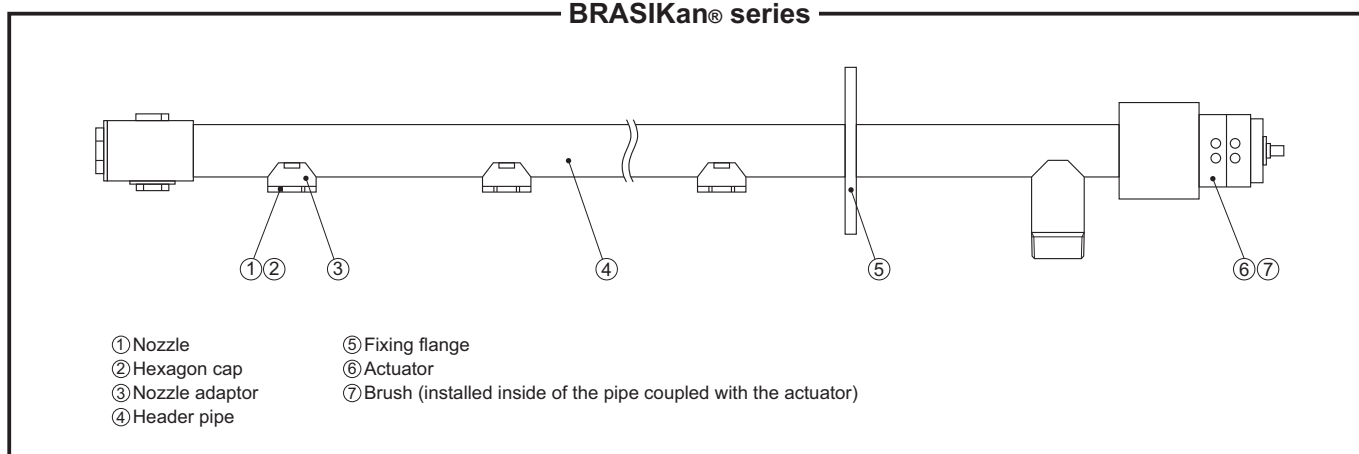 BRASIKan® series
①② ③ ④ ⑤ ⑥⑦
①Nozzle
②Hexagon cap
③Nozzle adaptor
④Header pipe
⑤Fixing flange
⑥Actuator
⑦Brush (installed inside of the pipe coupled with the actuator)